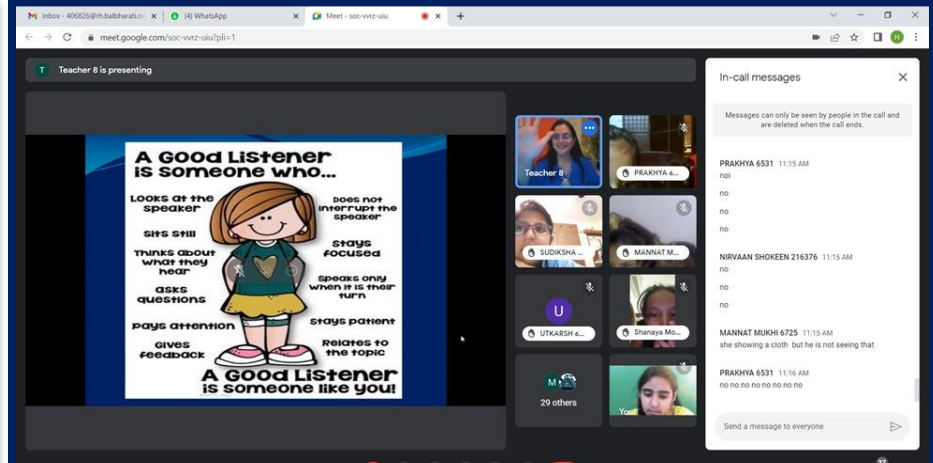 Inbox - 406826@rh.balbharati.or
(4) WhatsApp
Meet - soc-vvrz-uiu
meet.google.com/soc-vvrz-uiu?pli=1
H
T Teacher 8 is presenting
A GOOD LISTENER
IS SOMEONE WHO...
LOOKS AT THE
SPEAKER
SITS STILL
THINKS ABOUT
WHAT THEY
HEAR
ASKS
QUESTIONS
PAYS ATTENTION
GIVES
FEEDBACK
DOES NOT
INTERRUPT THE
SPEAKER
STAYS
FOCUSED
SPEAKS ONLY
WHEN IT IS THEIR
TURN
STAYS PATIENT
RELATES TO
THE TOPIC
A GOOD LISTENER
IS SOMEONE LIKE YOU!
Teacher 8
PRAKHYA 6...
SUDIKSHA ...
MANNAT M...
U
UTKARSH 6...
Shanaya Mo...
M
29 others
You
In-call messages
Messages can only be seen by people in the call and
are deleted when the call ends.
PRAKHYA 6531 11:15 AM
noi
no
no
no
NIRVAAN SHOKEEN 216376 11:15 AM
no
no
no
MANNAT MUKHI 6725 11:15 AM
she showing a cloth but he is not seeing that
PRAKHYA 6531 11:16 AM
no no no no no no no no
Send a message to everyone